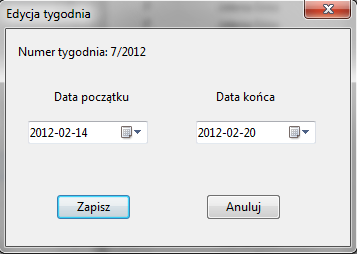 Edycja tygodnia
Numer tygodnia: 7/2012
Data początku Data końca
2012-02-14 2012-02-20
Zapisz Anuluj